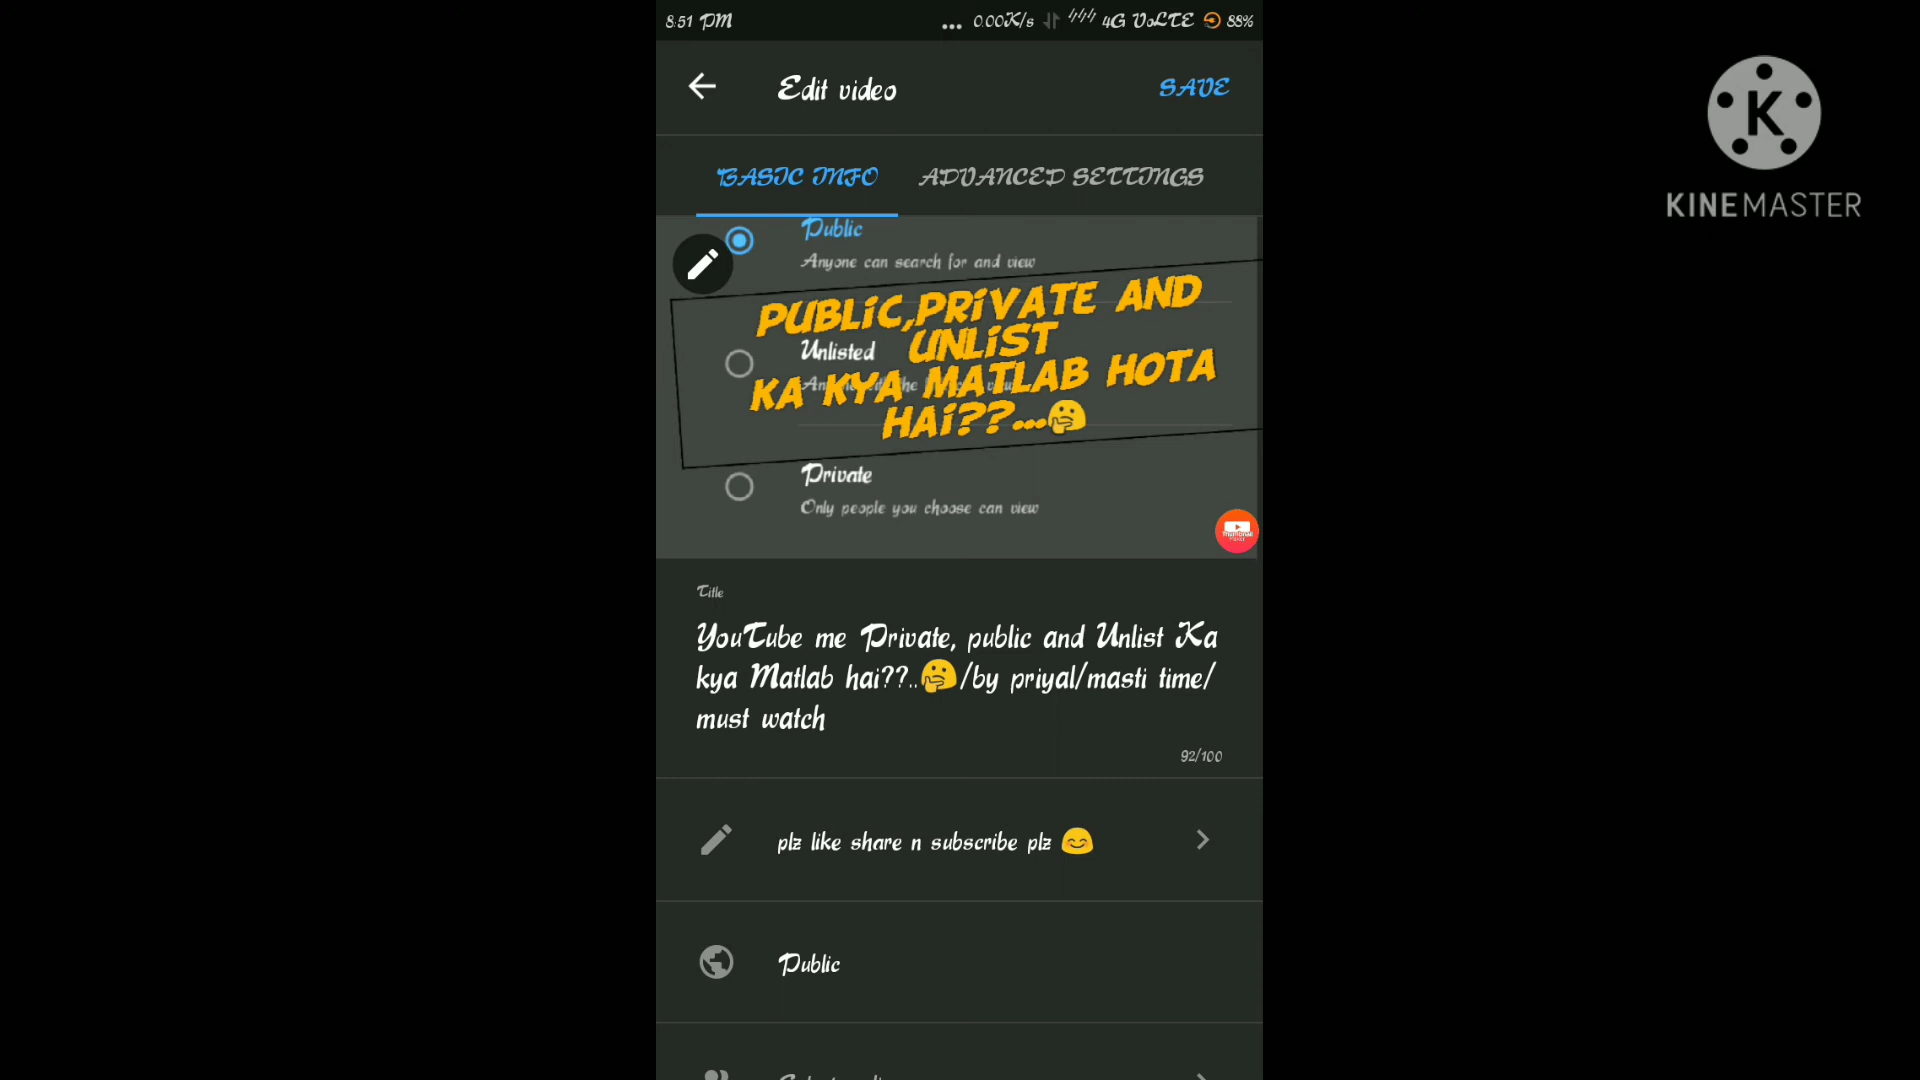 8:51 PM
... 0.00K/s 4G VoLTE 88%
Edit video
SAVE
KINEMASTER
BASIC INFO
ADVANCED SETTINGS
Public
Anyone can search for and view
PUBLiC,PRiVATE AND
UNLiST
KA KYA MATLAB HOTA
HAi??...🤔
Unlisted
Private
Only people you choose can view
Title
YouTube me Private, public and Unlist Ka
kya Matlab hai??..🤔/by priyal/masti time/
must watch
92/100
plz like share n subscribe plz 😊
Public